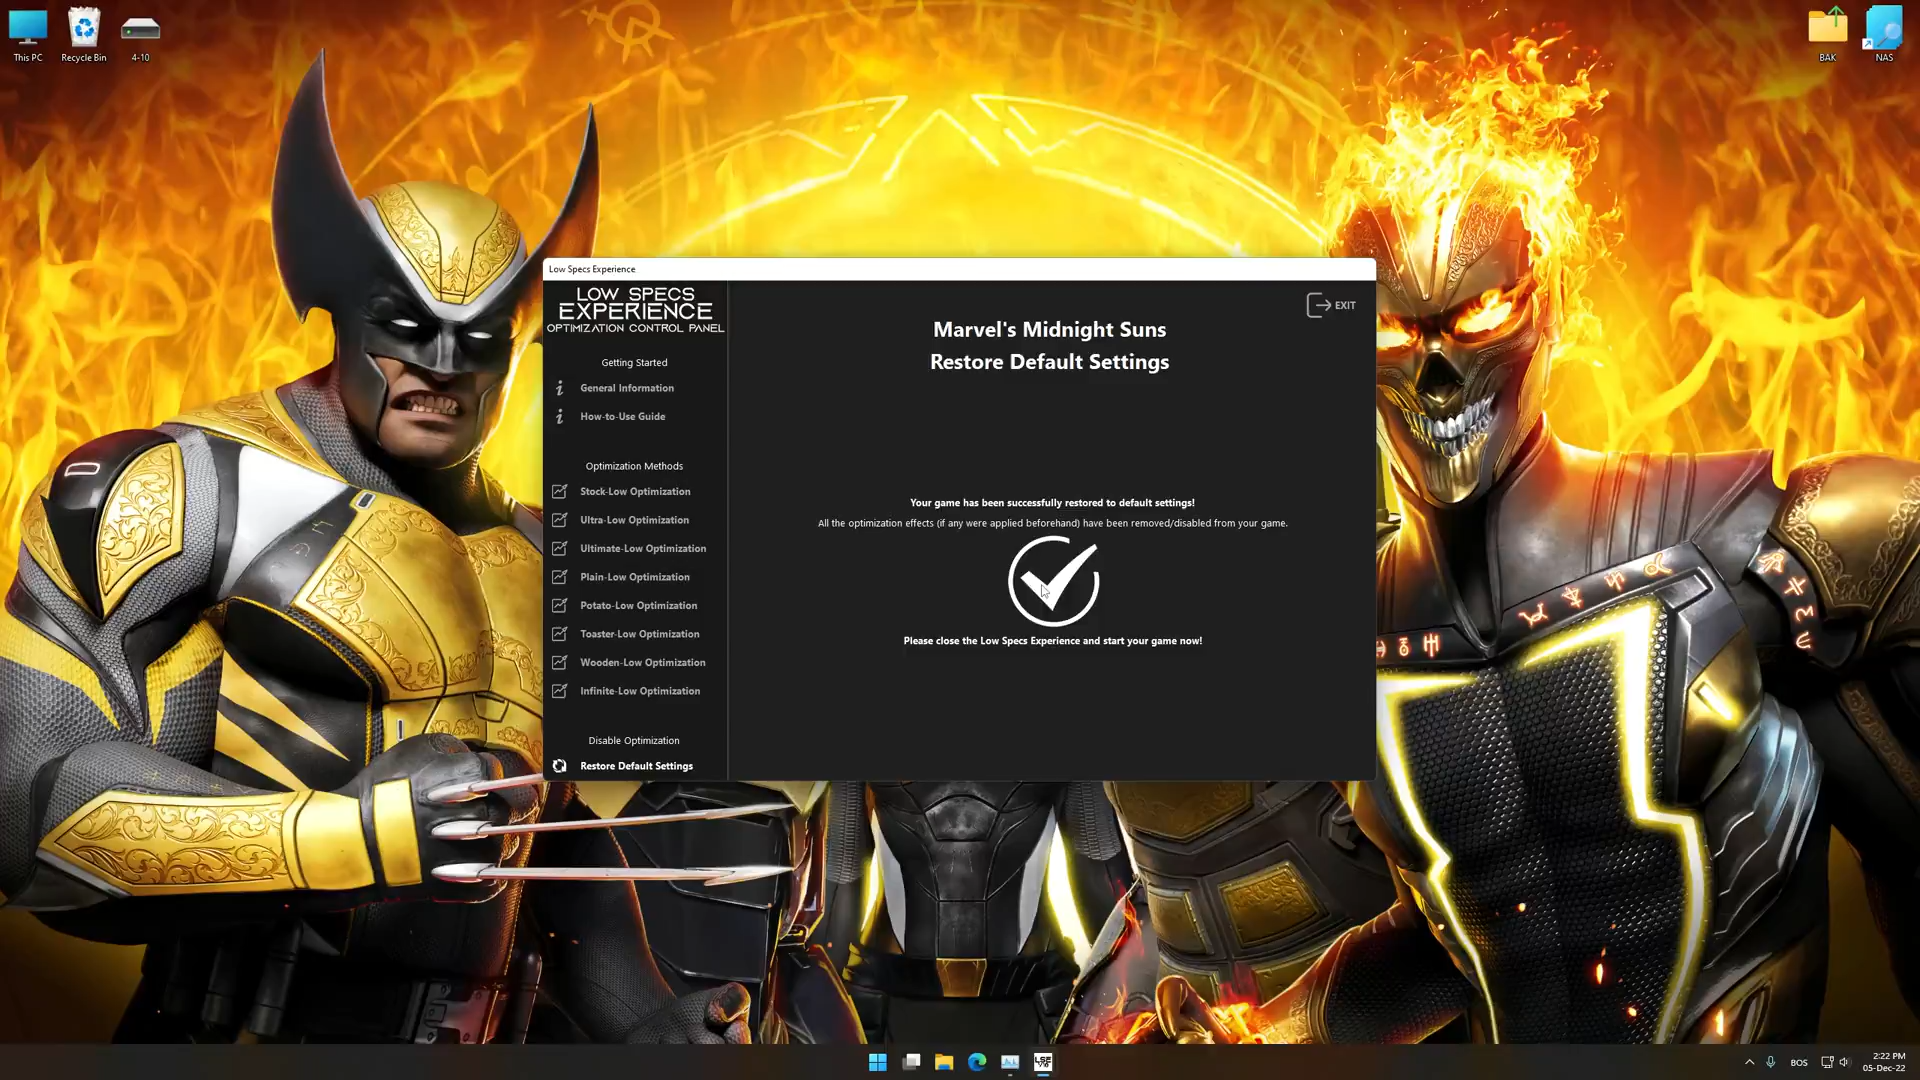 This PC
Recycle Bin
4-10
BAK
NAS
Low Specs Experience
LOW SPECS
EXPERIENCE
OPTIMIZATION CONTROL PANEL
Getting Started
General Information
How-to-Use Guide
Optimization Methods
Stock-Low Optimization
Ultra-Low Optimization
Ultimate-Low Optimization
Plain-Low Optimization
Potato-Low Optimization
Toaster-Low Optimization
Wooden-Low Optimization
Infinite-Low Optimization
Disable Optimization
Restore Default Settings
EXIT
Marvel's Midnight Suns
Restore Default Settings
Your game has been successfully restored to default settings!
All the optimization effects (if any were applied beforehand) have been removed/disabled from your game.
Please close the Low Specs Experience and start your game now!
LSE
BOS
2:22 PM
05-Dec-22